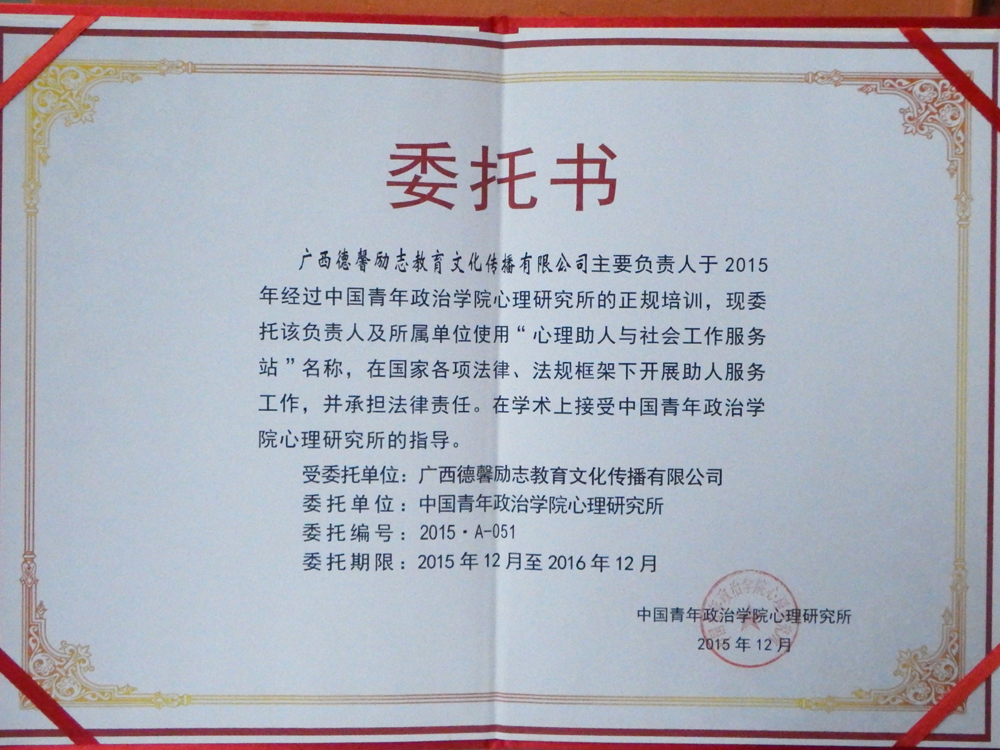 委托书
广西德馨励志教育文化传播有限公司主要负责人于2015
年经过中国青年政治学院心理研究所的正规培训，现委
托该负责人及所属单位使用“心理助人与社会工作服务
站”名称，在国家各项法律、法规框架下开展助人服务
工作，并承担法律责任。在学术上接受中国青年政治学
院心理研究所的指导。
受委托单位：广西德馨励志教育文化传播有限公司
委托单位：中国青年政治学院心理研究所
委托编号：2015·A-051
委托期限：2015年12月至2016年12月
中国青年政治学院心理研究所
2015年12月